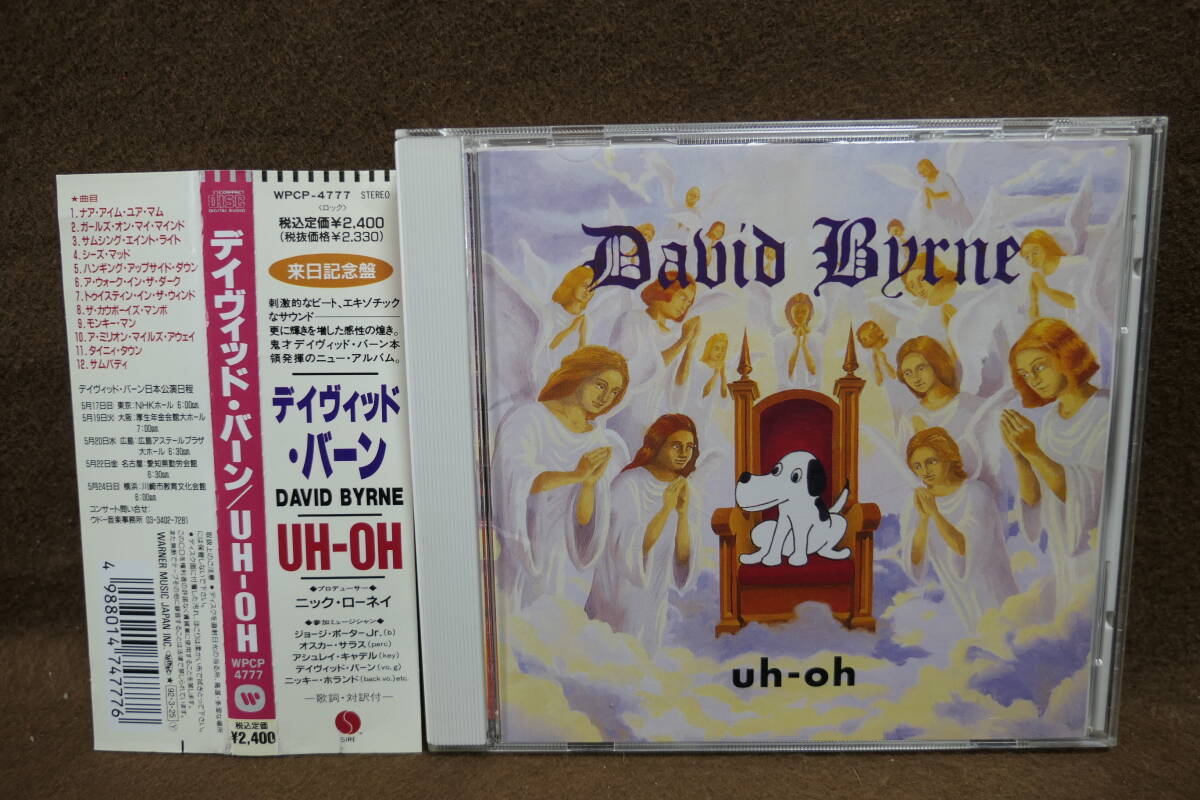 ★曲目
1.ナア・アイム・ユア・マム
2.ガールズ・オン・マイ・マインド
3.サムシング・エイント・ライト
4.シーズ・マッド
5.ハンギング・アップサイド・ダウン
6.ア・ウォーク・イン・ザ・ダーク
7.トゥイスティン・イン・ザ・ウィンド
8.ザ・カウボーイズ・マンボ
9.モンキー・マン
10.ア・ミリオン・マイルズ・アウェイ
11.タイニィ・タウン
12.サムバディ
デイヴィッド・バーン日本公演日程
5月17日日 東京:NHKホール 6:00㏘
5月19日火 大阪:厚生年金会館大ホール
7:00㏘
5月20日水 広島:広島アステールプラザ
大ホール 6:30㏘
5月22日金 名古屋:愛知県勤労会館
6:30㏘
5月24日日 横浜:川崎市教育文化会館
6:00㏘
コンサート問い合せ:
ウドー音楽事務所 03-3402-7281
WARNER MUSIC JAPAN INC.
★
92・3・25
Y
4 988014 747776
COMPACT
disc
DIGITAL AUDIO
デイヴィッド・バーン/UH-OH
WPCP
4777
税込定価
¥2,400
WPCP-4777 STEREO
〈ロック〉
税込定価¥2,400
(税抜価格¥2,330)
来日記念盤
刺激的なビート、エキゾチック
なサウンド
更に輝きを増した感性の煌き。
鬼才デイヴィッド・バーン本
領発揮のニュー・アルバム。
デイヴィッド
・バーン
DAVID BYRNE
UH-OH
◆プロデューサー◆
ニック・ローネイ
◆参加ミュージシャン◆
ジョージ・ポーターJr.(b)
オスカー・サラス(perc)
アシュレイ・キャデル(key)
デイヴィッド・バーン(vo, g)
ニッキー・ホランド(back vo.) etc.
―歌詞・対訳付―
SIRE
David Byrne
uh-oh